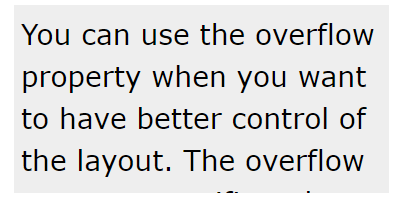 You can use the overflow
property when you want
to have better control of
the layout. The overflow